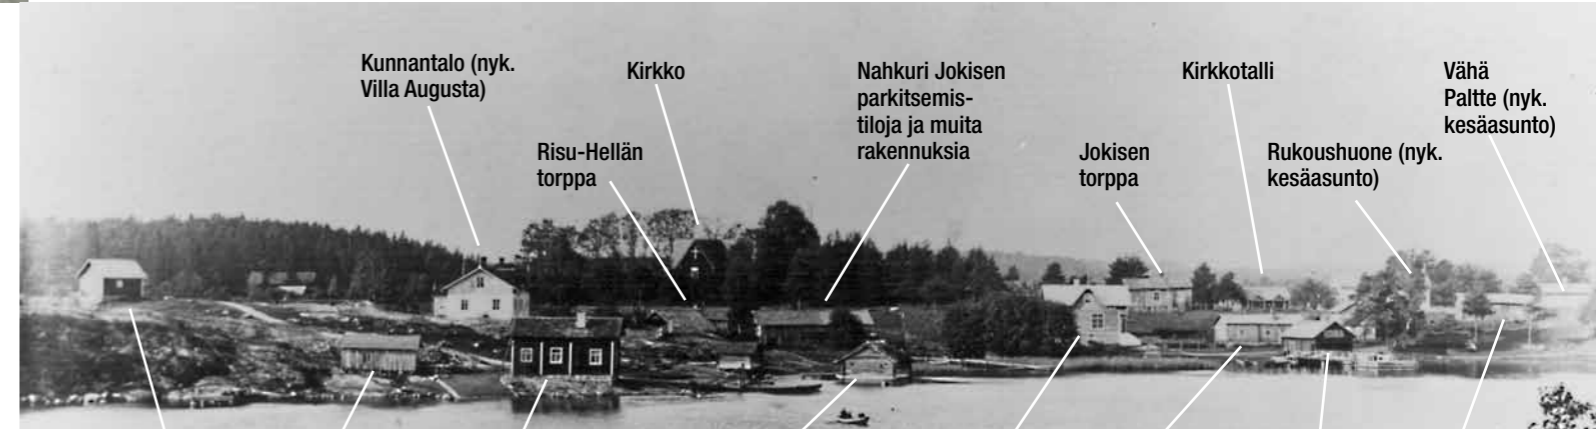 Kunnantalo (nyk.
Villa Augusta)
Kirkko
Risu-Hellän
torppa
Nahkuri Jokisen
parkitsemis-
tiloja ja muita
rakennuksia
Jokisen
torppa
Kirkkotalli
Rukoushuone (nyk.
kesäasunto)
Vähä
Paltte (nyk.
kesäasunto)